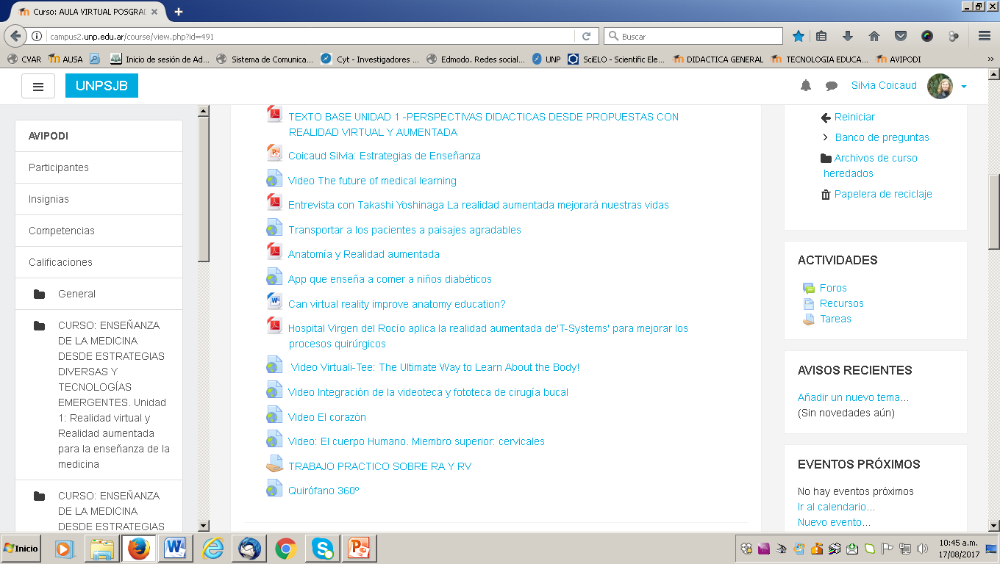 Curso: AULA VIRTUAL POSGRAD
campus2.unp.edu.ar/course/view.php?id=491
Buscar
CVAR
AUSA
Inicio de sesión de Ad...
Sistema de Comunica...
Cyt - Investigadores ...
Edmodo. Redes social...
UNP
SciELO - Scientific Ele...
DIDACTICA GENERAL
TECNOLOGIA EDUCA...
AVIPODI
UNPSJB
Silvia Coicaud
AVIPODI
Participantes
Insignias
Competencias
Calificaciones
General
CURSO: ENSEÑANZA
DE LA MEDICINA
DESDE ESTRATEGIAS
DIVERSAS Y
TECNOLOGÍAS
EMERGENTES. Unidad
1: Realidad virtual y
Realidad aumentada
para la enseñanza de la
medicina
CURSO: ENSEÑANZA
DE LA MEDICINA
DESDE ESTRATEGIAS
TEXTO BASE UNIDAD 1 -PERSPECTIVAS DIDACTICAS DESDE PROPUESTAS CON
REALIDAD VIRTUAL Y AUMENTADA
Coicaud Silvia: Estrategias de Enseñanza
Video The future of medical learning
Entrevista con Takashi Yoshinaga La realidad aumentada mejorará nuestras vidas
Transportar a los pacientes a paisajes agradables
Anatomía y Realidad aumentada
App que enseña a comer a niños diabéticos
Can virtual reality improve anatomy education?
Hospital Virgen del Rocío aplica la realidad aumentada de'T-Systems' para mejorar los
procesos quirúrgicos
Video Virtuali-Tee: The Ultimate Way to Learn About the Body!
Video Integración de la videoteca y fototeca de cirugía bucal
Video El corazón
Video: El cuerpo Humano. Miembro superior: cervicales
TRABAJO PRACTICO SOBRE RA Y RV
Quirófano 360º
Reiniciar
Banco de preguntas
Archivos de curso
heredados
Papelera de reciclaje
ACTIVIDADES
Foros
Recursos
Tareas
AVISOS RECIENTES
Añadir un nuevo tema...
(Sin novedades aún)
EVENTOS PRÓXIMOS
No hay eventos próximos
Ir al calendario...
Nuevo evento...
Inicio
10:45 a.m.
17/08/2017